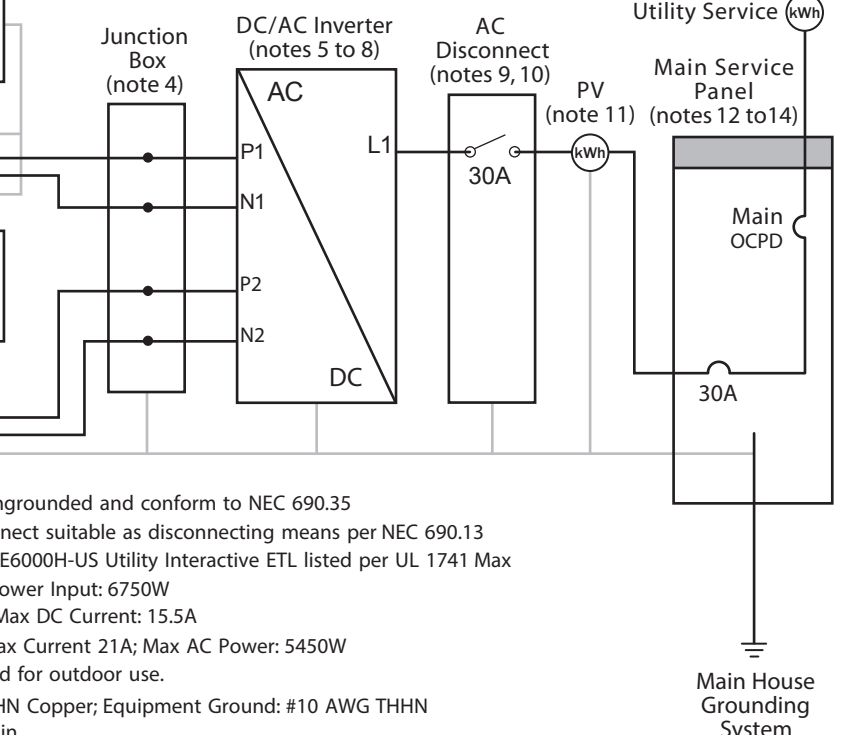 Utility Service kWh
Junction
Box
(note 4)
DC/AC Inverter
(notes 5 to 8)
AC
Disconnect
(notes 9, 10)
PV
(note 11)
Main Service
Panel
(notes 12 to14)
AC
P1
N1
P2
N2
DC
L1
30A
kWh
Main
OCPD
30A
ngrounded and conform to NEC 690.35
nect suitable as disconnecting means per NEC 690.13
E6000H-US Utility Interactive ETL listed per UL 1741 Max
ower Input: 6750W
Max DC Current: 15.5A
ax Current 21A; Max AC Power: 5450W
d for outdoor use.
HN Copper; Equipment Ground: #10 AWG THHN
in
Main House
Grounding
System